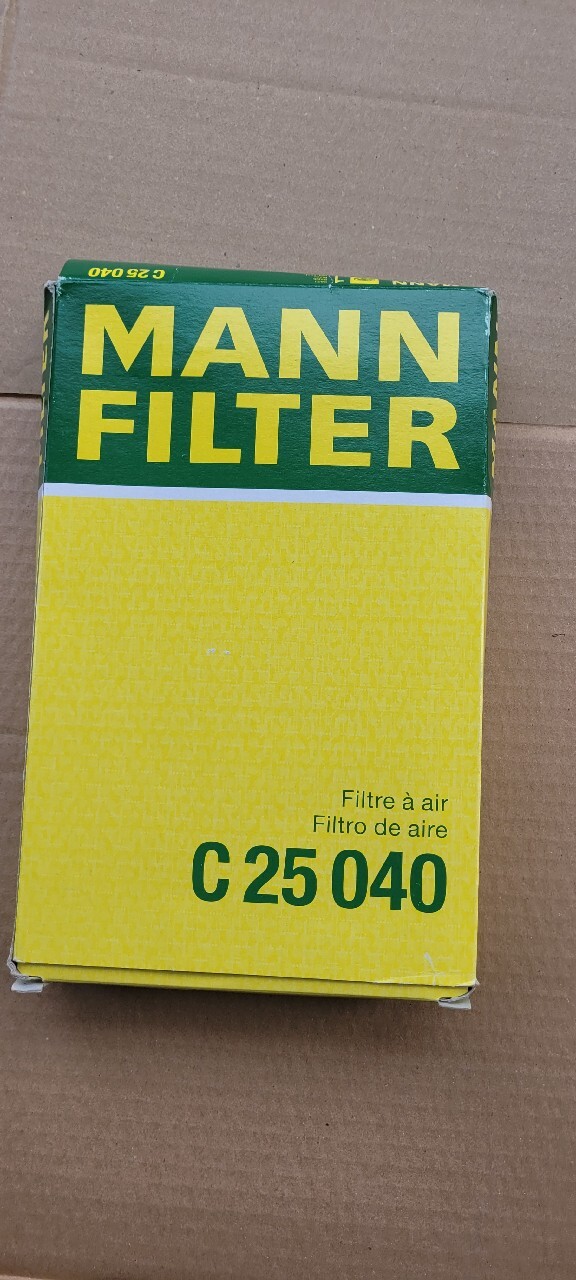 C 25 040
MANN
FILTER
Filtre à air
Filtro de aire
C 25 040